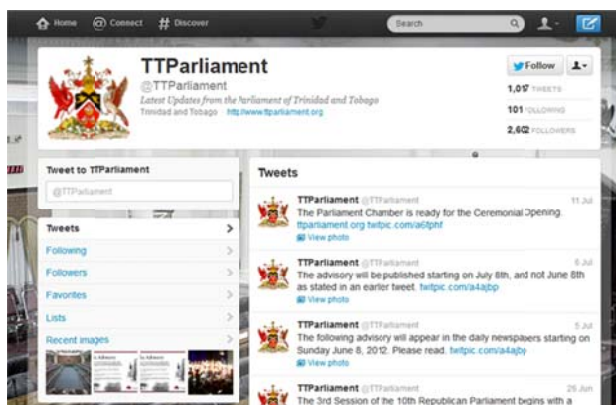 Home Connect Discover Search
TTParliament
@TTParliament
Latest Updates from the Parliament of Trinidad and Tobago
Trinidad and Tobago http://www.ttparliament.org
Follow
TWEETS
101 FOLLOWING
2,602 FOLLOWERS
Tweet to TTParliament
@TTParliament
Tweets
Following
Followers
Favorites
Lists
Recent images
Tweets
TTParliament @TTParliament 11 Jul
The Parliament Chamber is ready for the Ceremonial Opening.
ttparliament.org twitpic.com/a6fphf
View photo
TTParliament @TTParliament 6 Jul
The advisory will be published starting on July 8th, and not June 8th
as stated in an earlier tweet. twitpic.com/a4ajbp
View photo
TTParliament @TTParliament 5 Jul
The following advisory will appear in the daily newspapers starting on
Sunday June 8, 2012. Please read. twitpic.com/a4ajbj
View photo
TTParliament @TTParliament 26 Jun
The 3rd Session of the 10th Republican Parliament begins with a